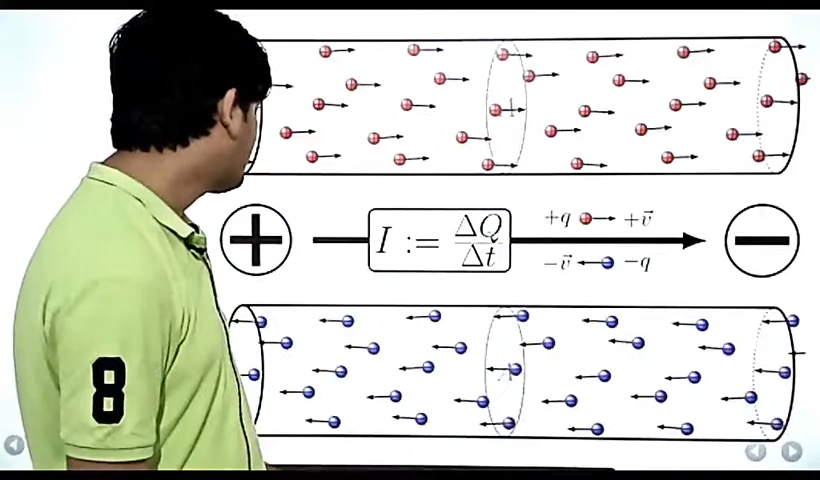 A
+
I := ΔQ/Δt
+q +v⃗
−v⃗ −q
−
A
8